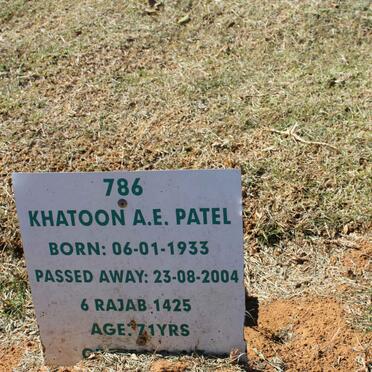 786
KHATOON A.E. PATEL
BORN: 06-01-1933
PASSED AWAY: 23-08-2004
6 RAJAB 1425
AGE: 71YRS